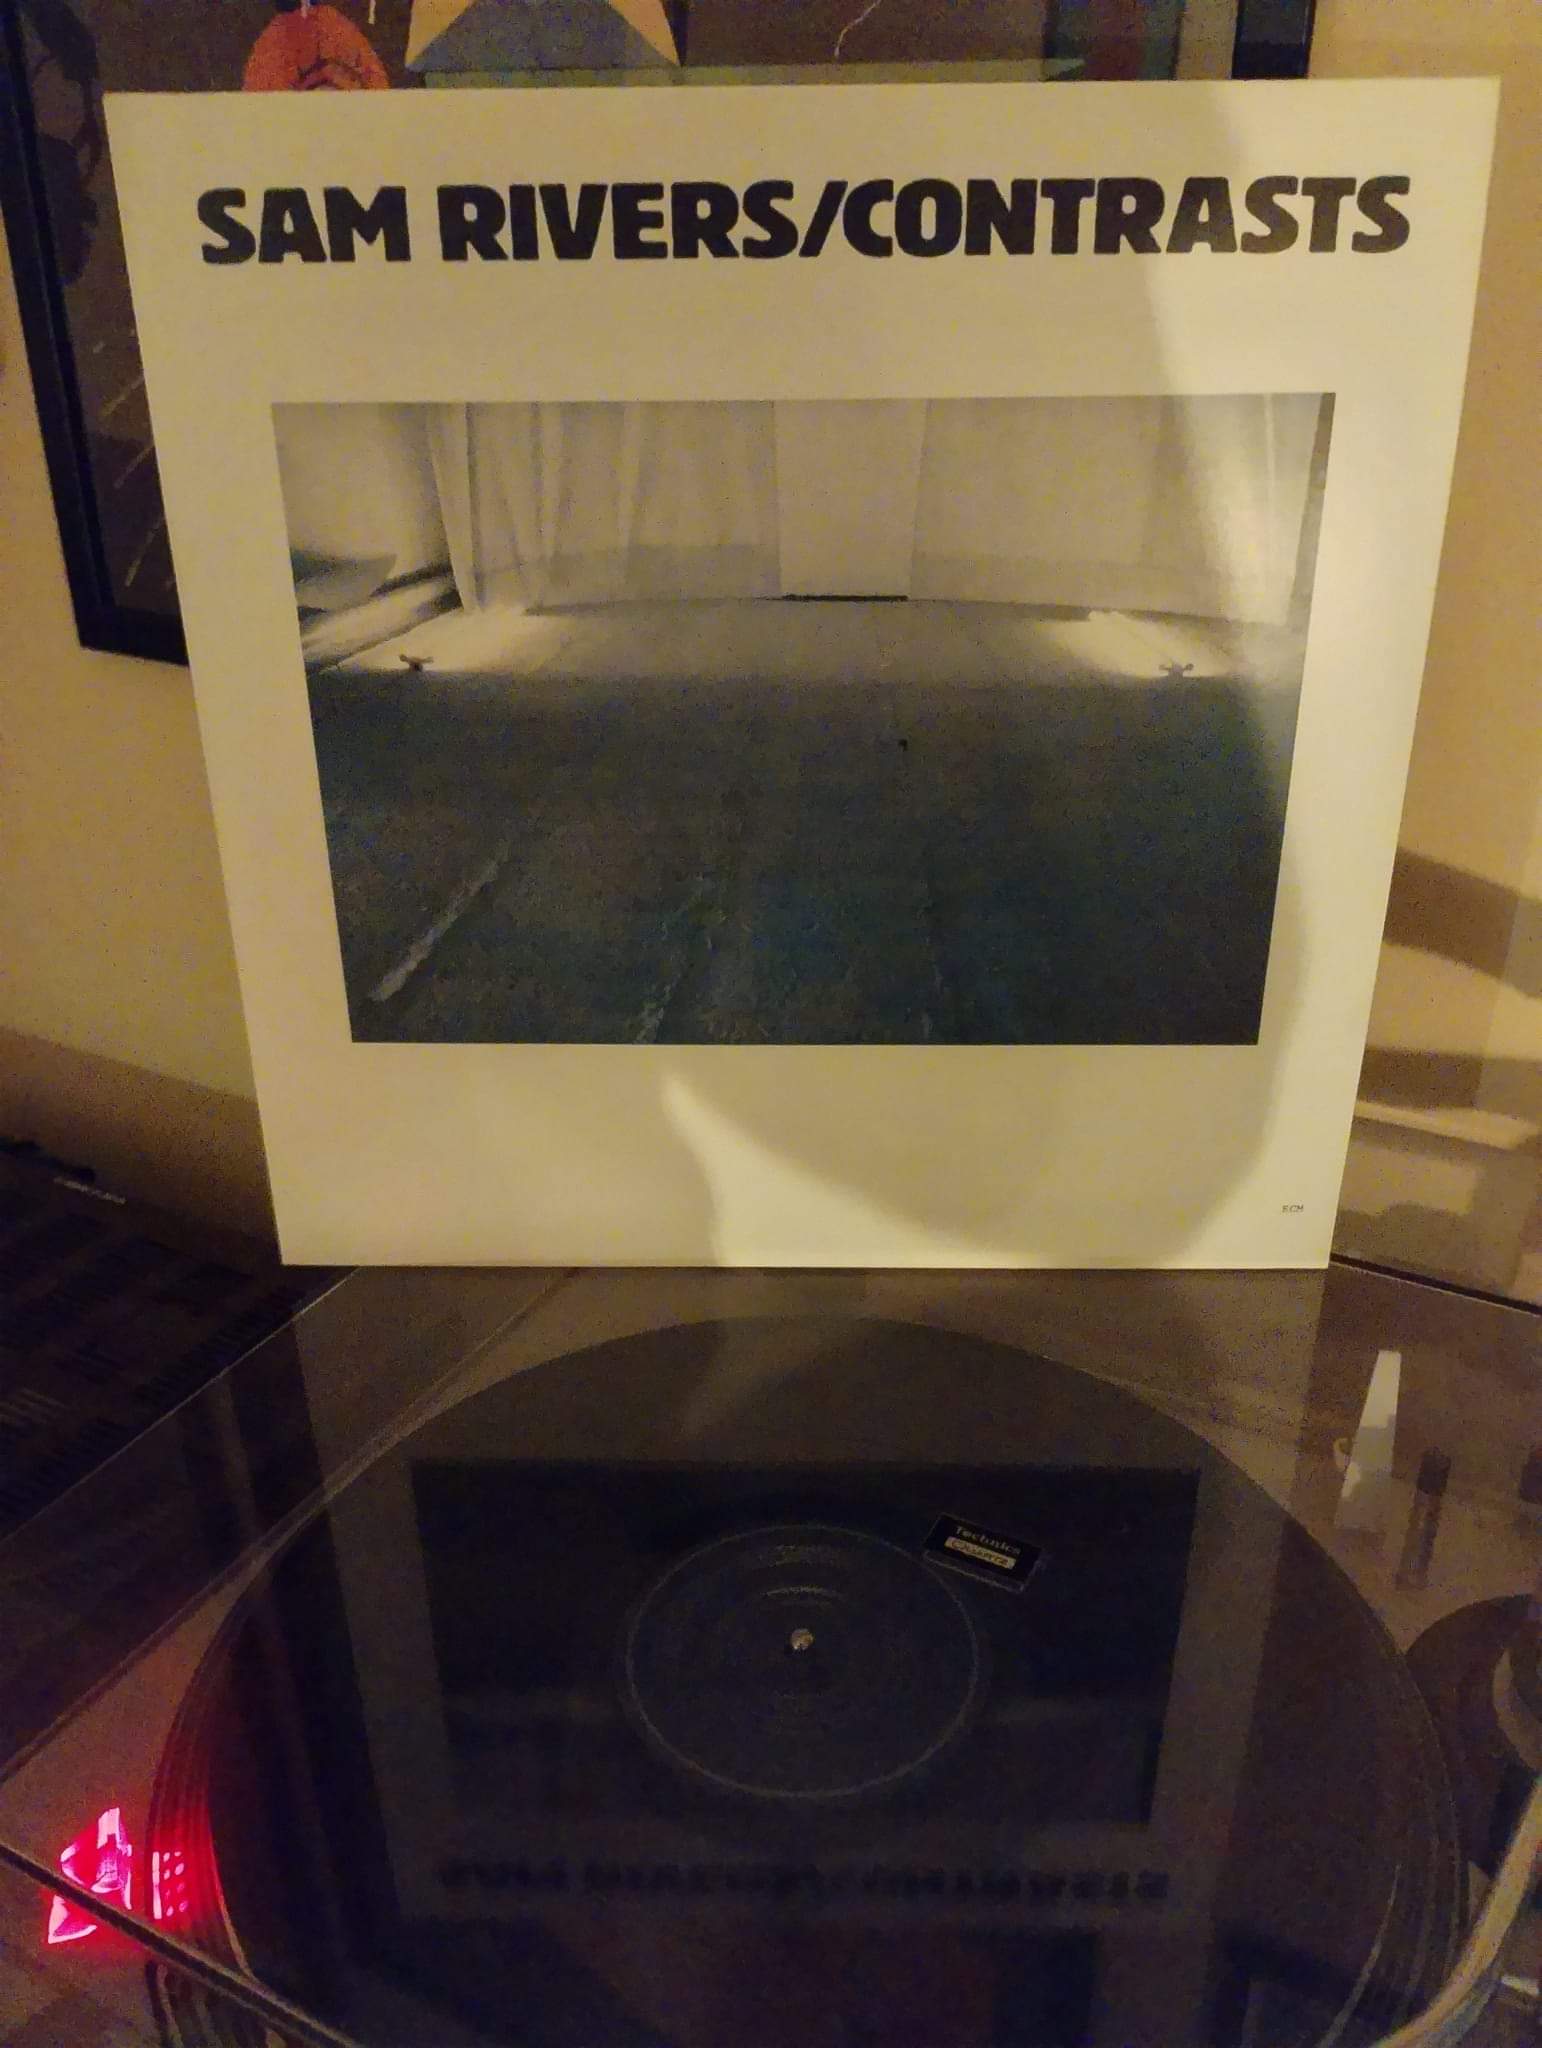 SAM RIVERS/CONTRASTS
ECM
Technics
QUARTZ